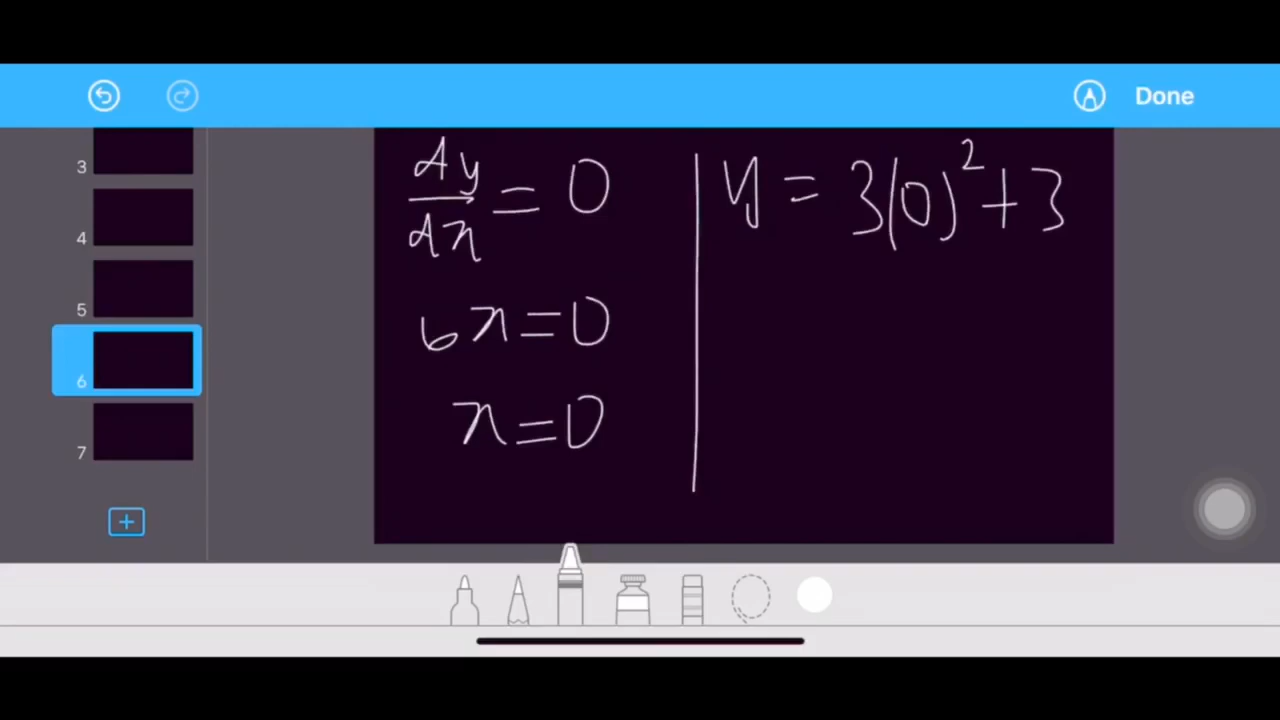 Done
3
4
5
6
7
dy/dx = 0
6x = 0
x = 0
y = 3(0)² + 3